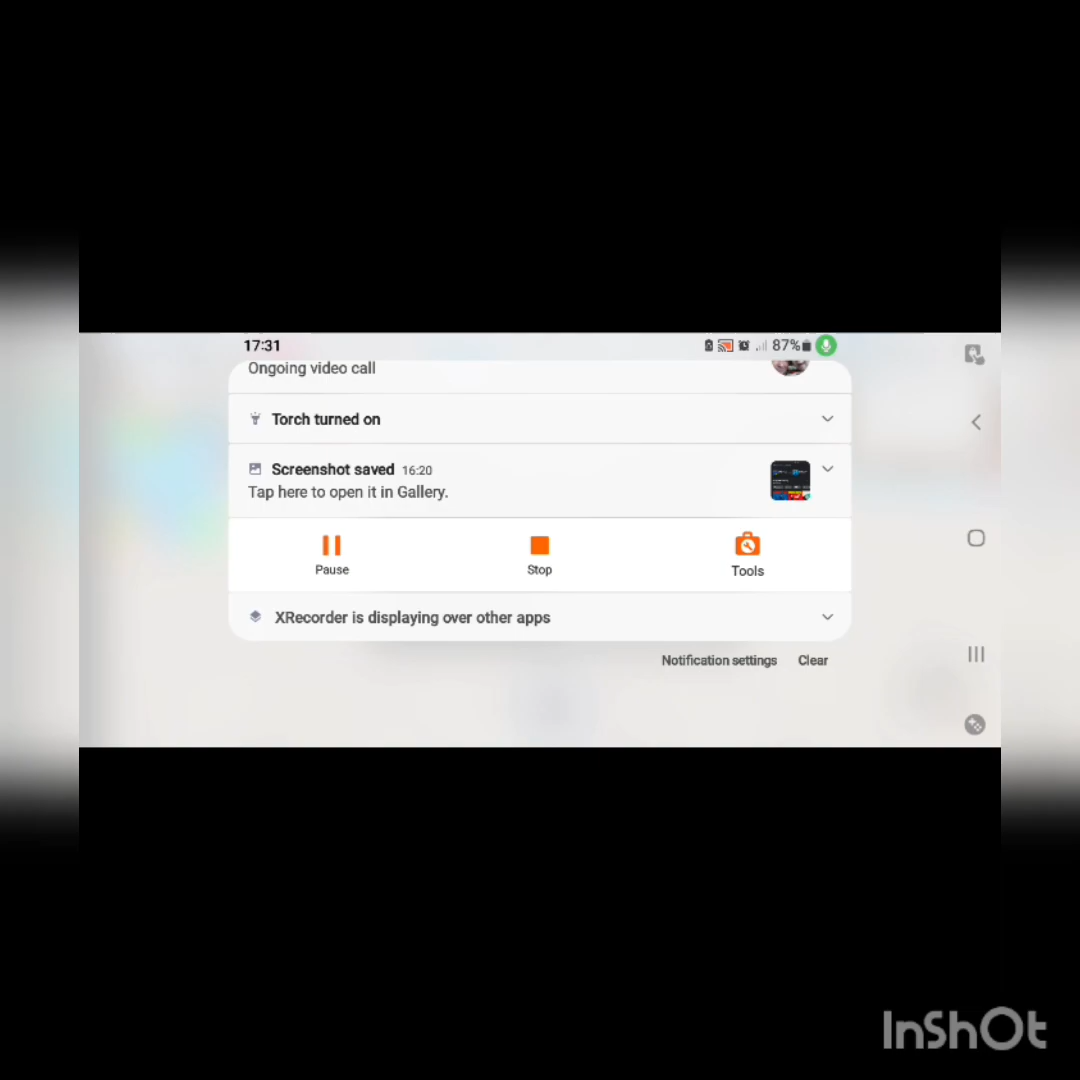 17:31 87%
Ongoing video call
Torch turned on
Screenshot saved 16:20
Tap here to open it in Gallery.
Pause Stop Tools
XRecorder is displaying over other apps
Notification settings Clear
InShOt